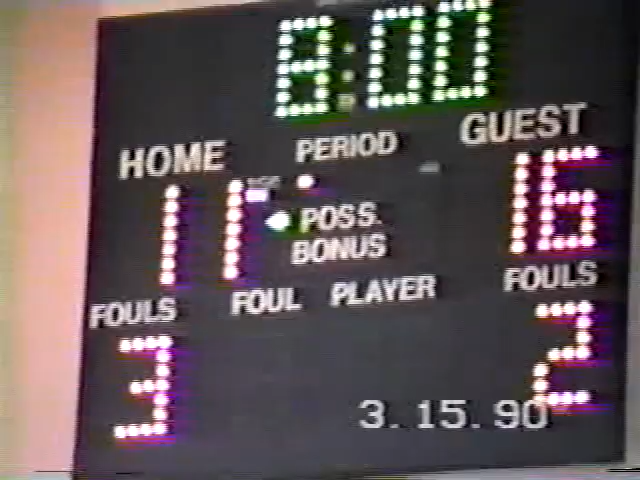 8:00
HOME PERIOD GUEST
11 16
POSS.
BONUS
FOULS FOUL PLAYER FOULS
3 2
3.15.90